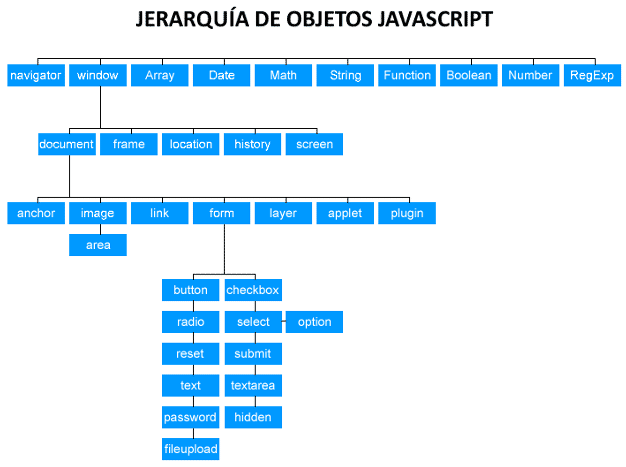 JERARQUÍA DE OBJETOS JAVASCRIPT
navigator window Array Date Math String Function Boolean Number RegExp
document frame location history screen
anchor image link form layer applet plugin
area
button checkbox
radio select option
reset submit
text textarea
password hidden
fileupload